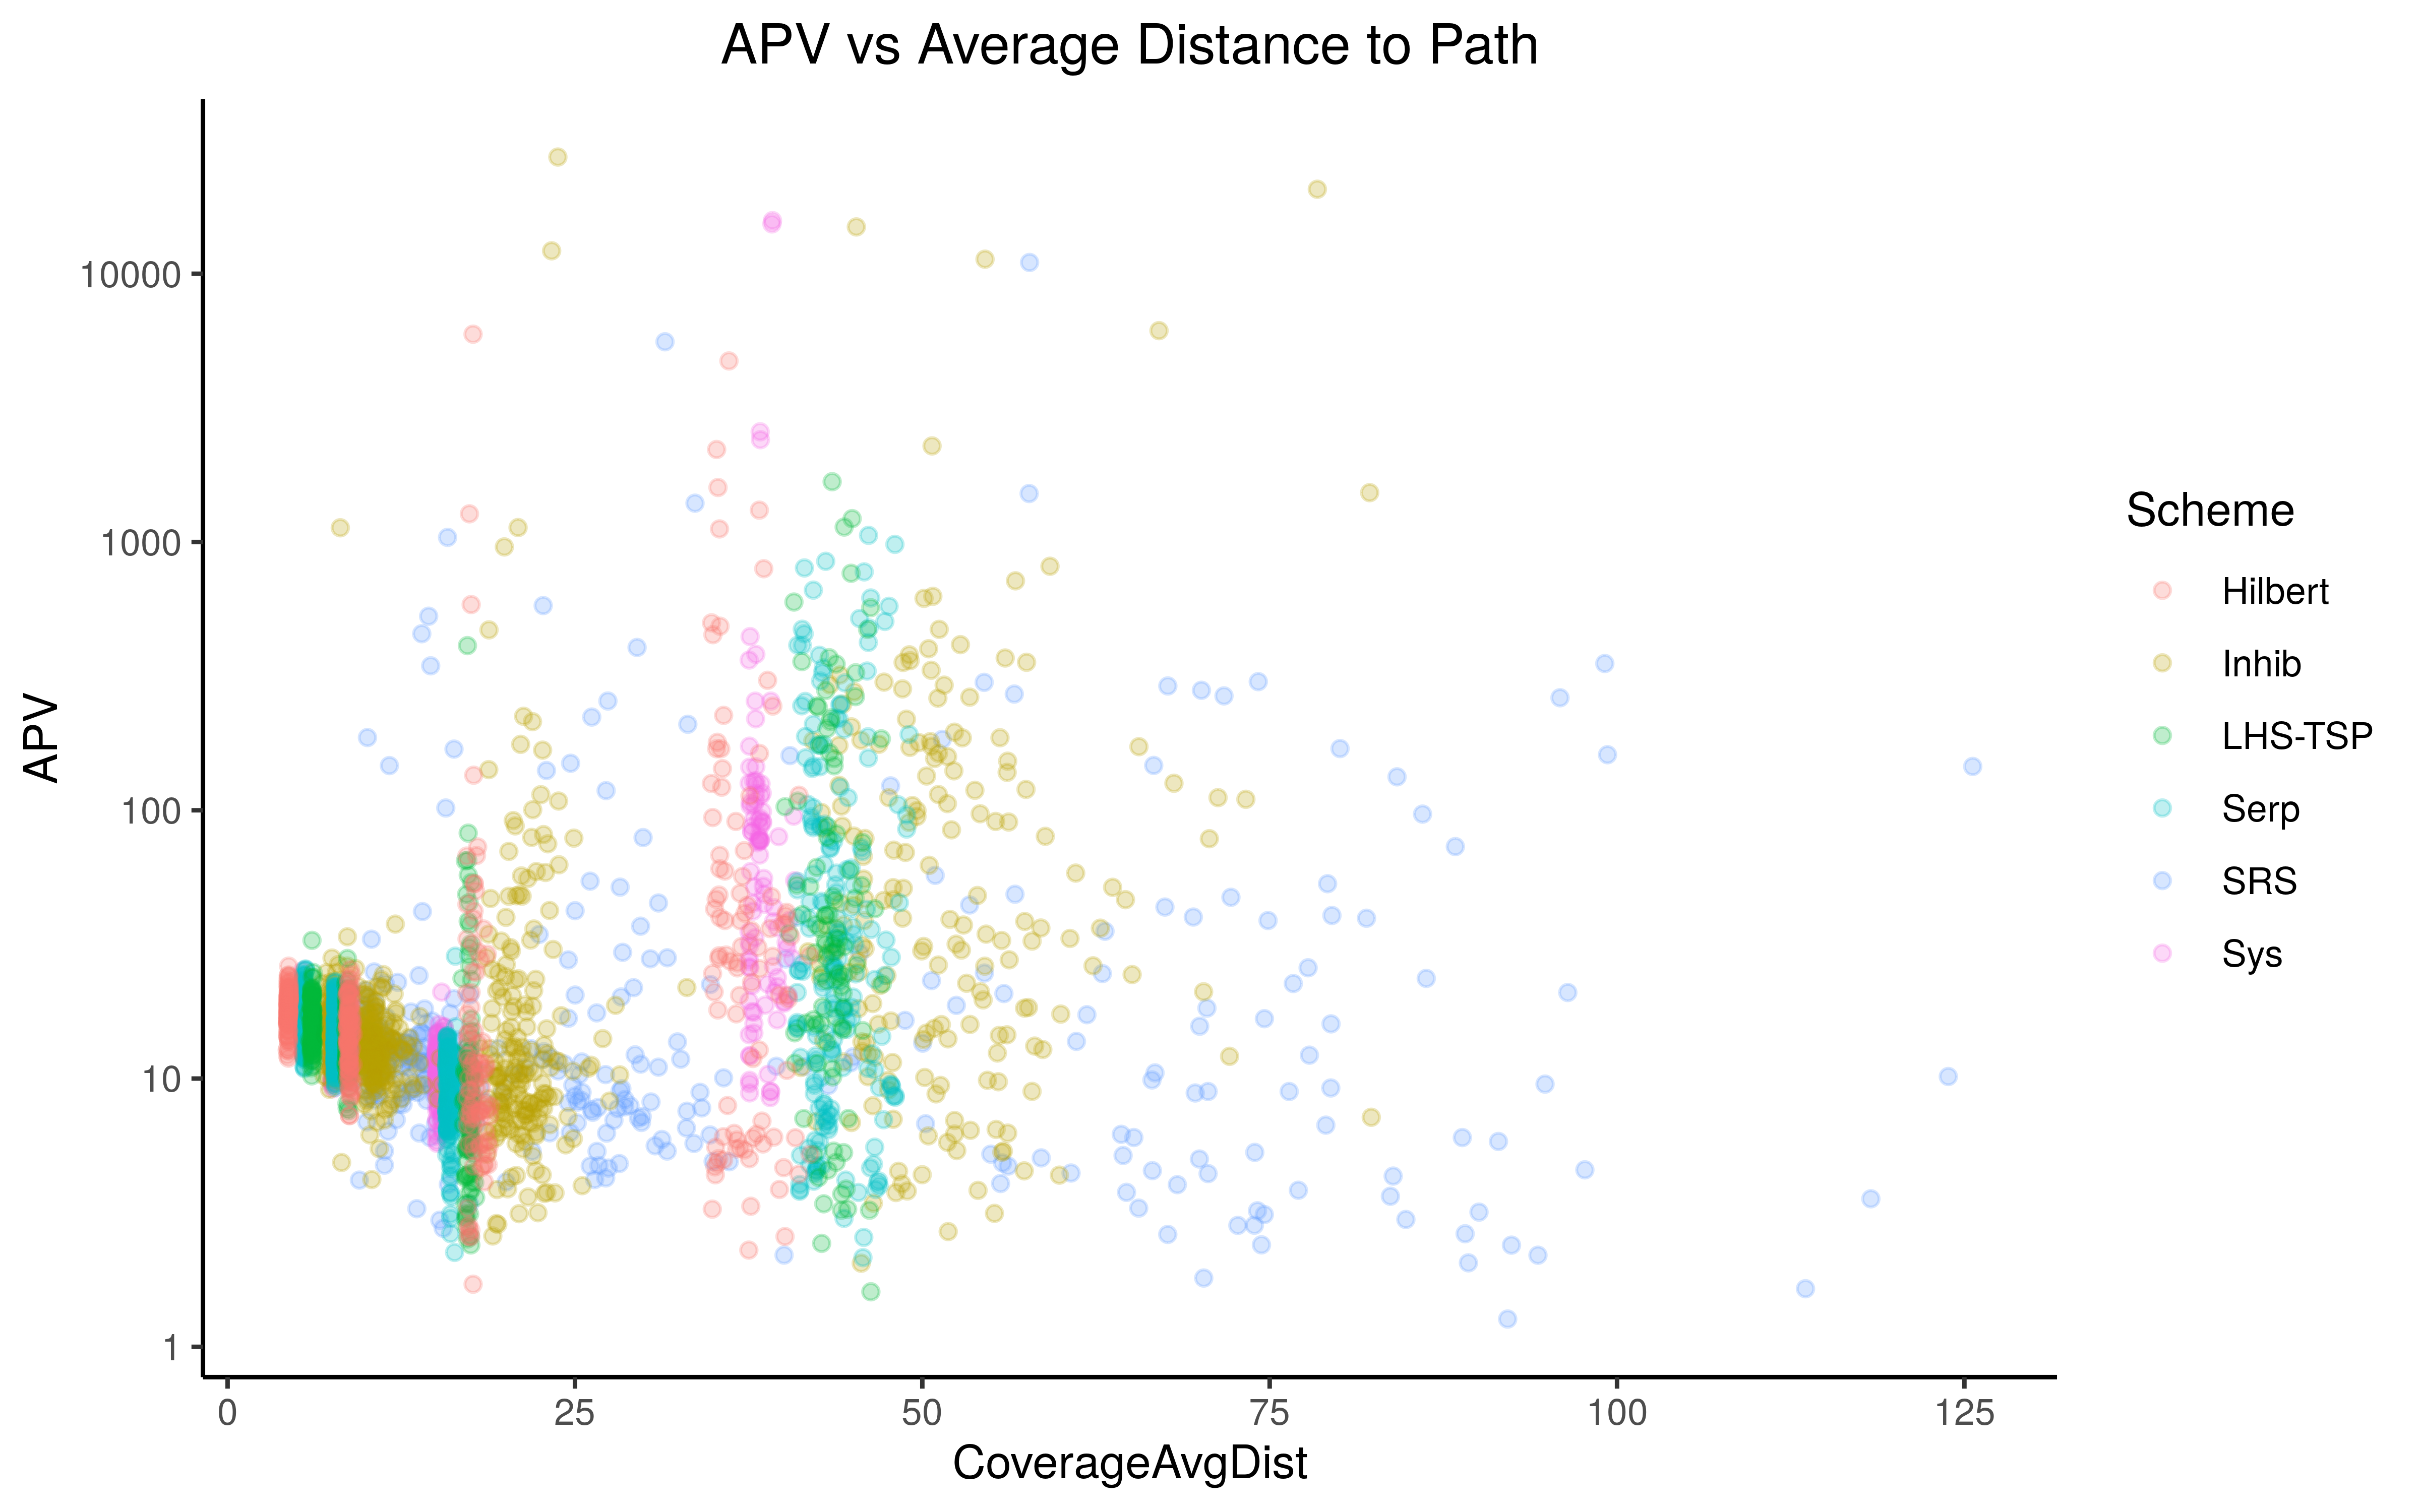 APV vs Average Distance to Path
APV
10000
1000
100
10
1
0 25 50 75 100 125
CoverageAvgDist
Scheme
Hilbert
Inhib
LHS-TSP
Serp
SRS
Sys